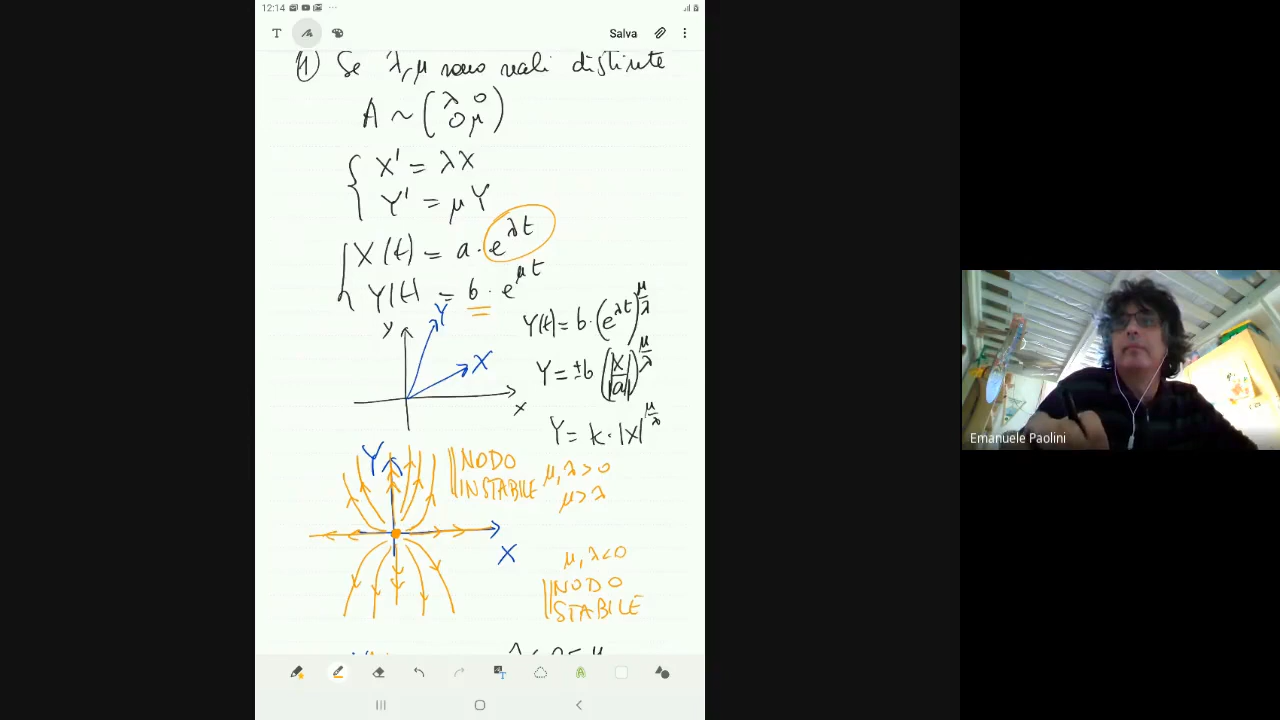 12:14
T
Salva
1) Se λ, μ sono reali distinte
A ~ (λ 0
0 μ)
{ X' = λX
Y' = μY
{ X(t) = a · e^{λt}
Y(t) = b · e^{μt}
y
Y
X
x
Y(t) = b · (e^{λt})^{μ/λ}
Y = ±b (|X|/|a|)^{μ/λ}
Y = k · |X|^{μ/λ}
Y
X
NODO
INSTABILE
μ, λ > 0
μ > λ
μ, λ < 0
NODO
STABILE
Emanuele Paolini